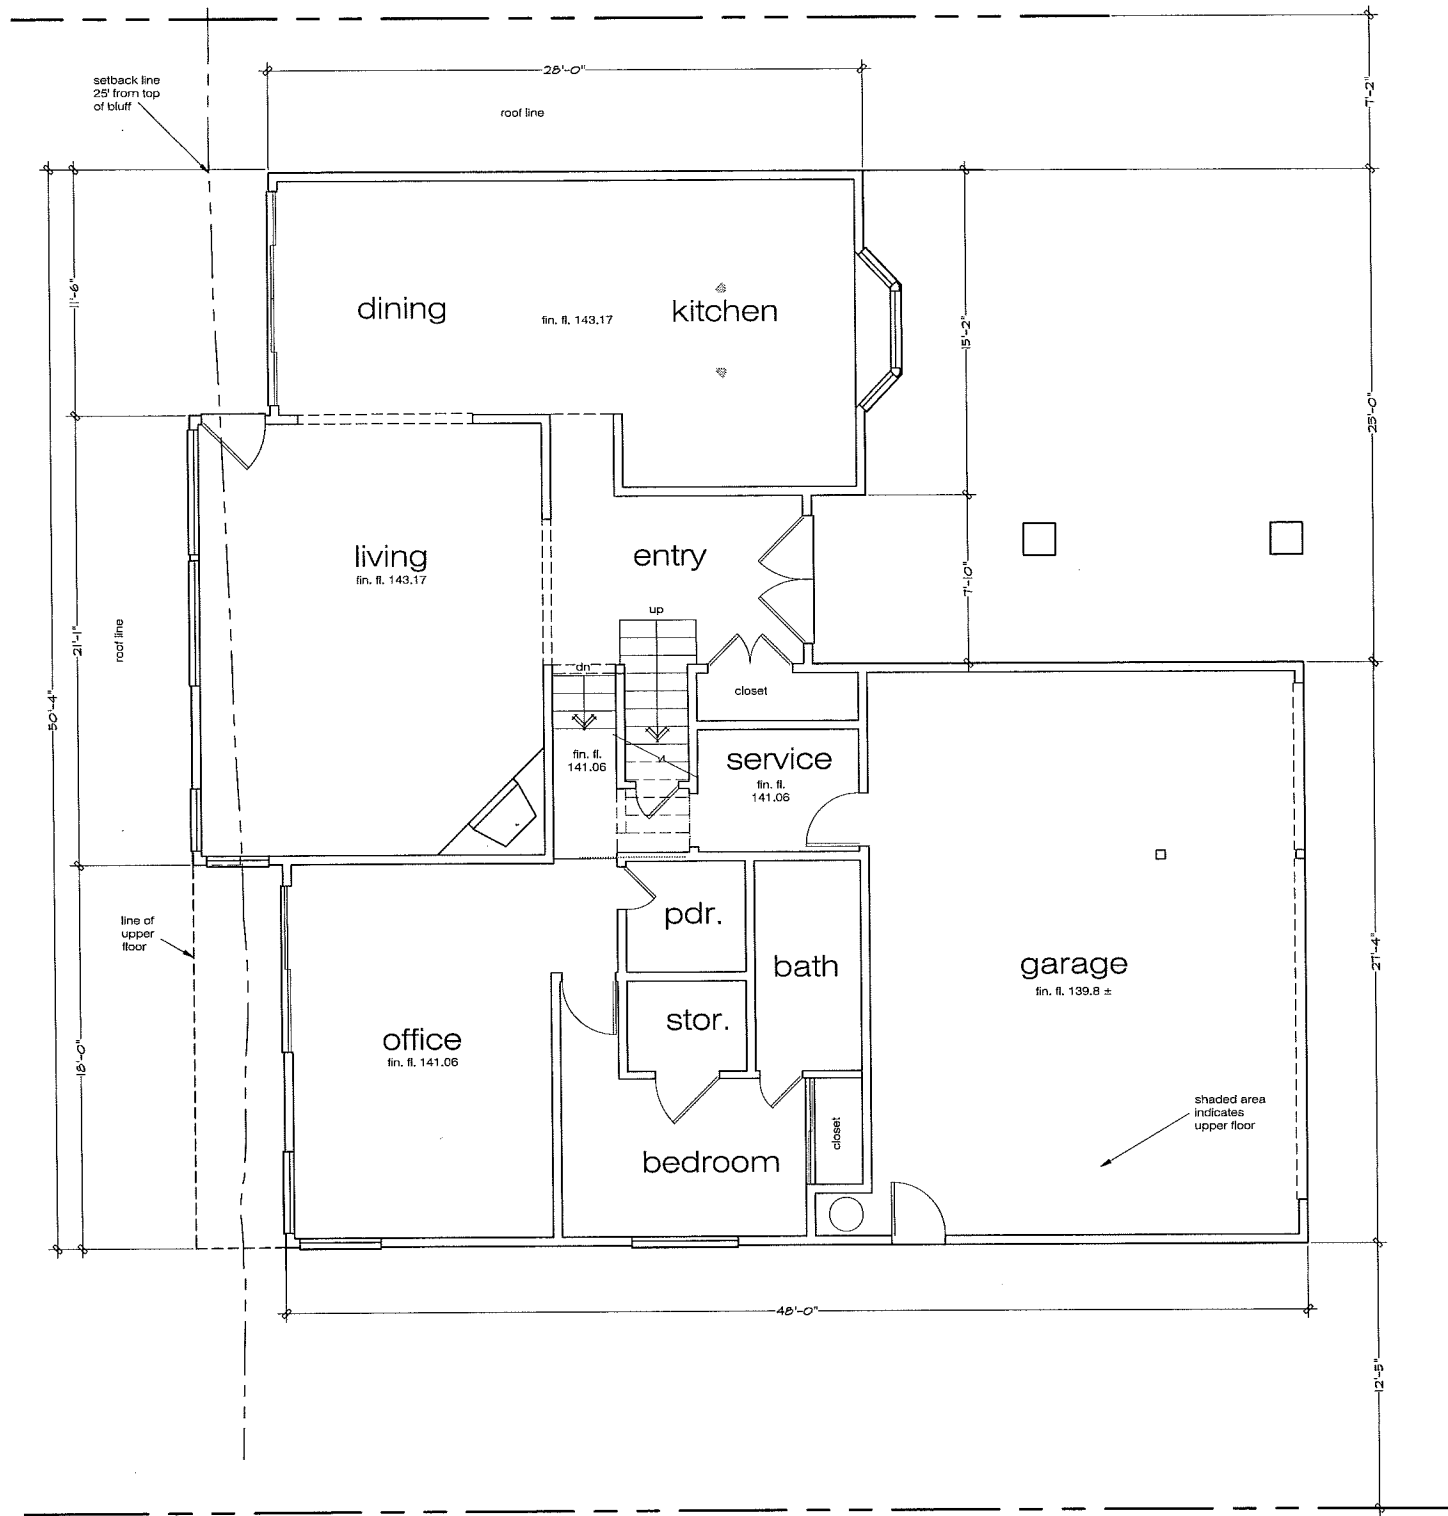 28'-0"
7'-2"
setback line
25' from top
of bluff
roof line
11'-6"
dining
fin. fl. 143.17
kitchen
15'-2"
23'-0"
living
fin. fl. 143.17
entry
7'-10"
up
roof line
21'-1"
50'-4"
dn
closet
fin. fl.
141.06
service
fin. fl.
141.06
line of
upper
floor
pdr.
bath
garage
fin. fl. 139.8 ±
27'-4"
stor.
office
fin. fl. 141.06
18'-0"
shaded area
indicates
upper floor
closet
bedroom
48'-0"
12'-5"